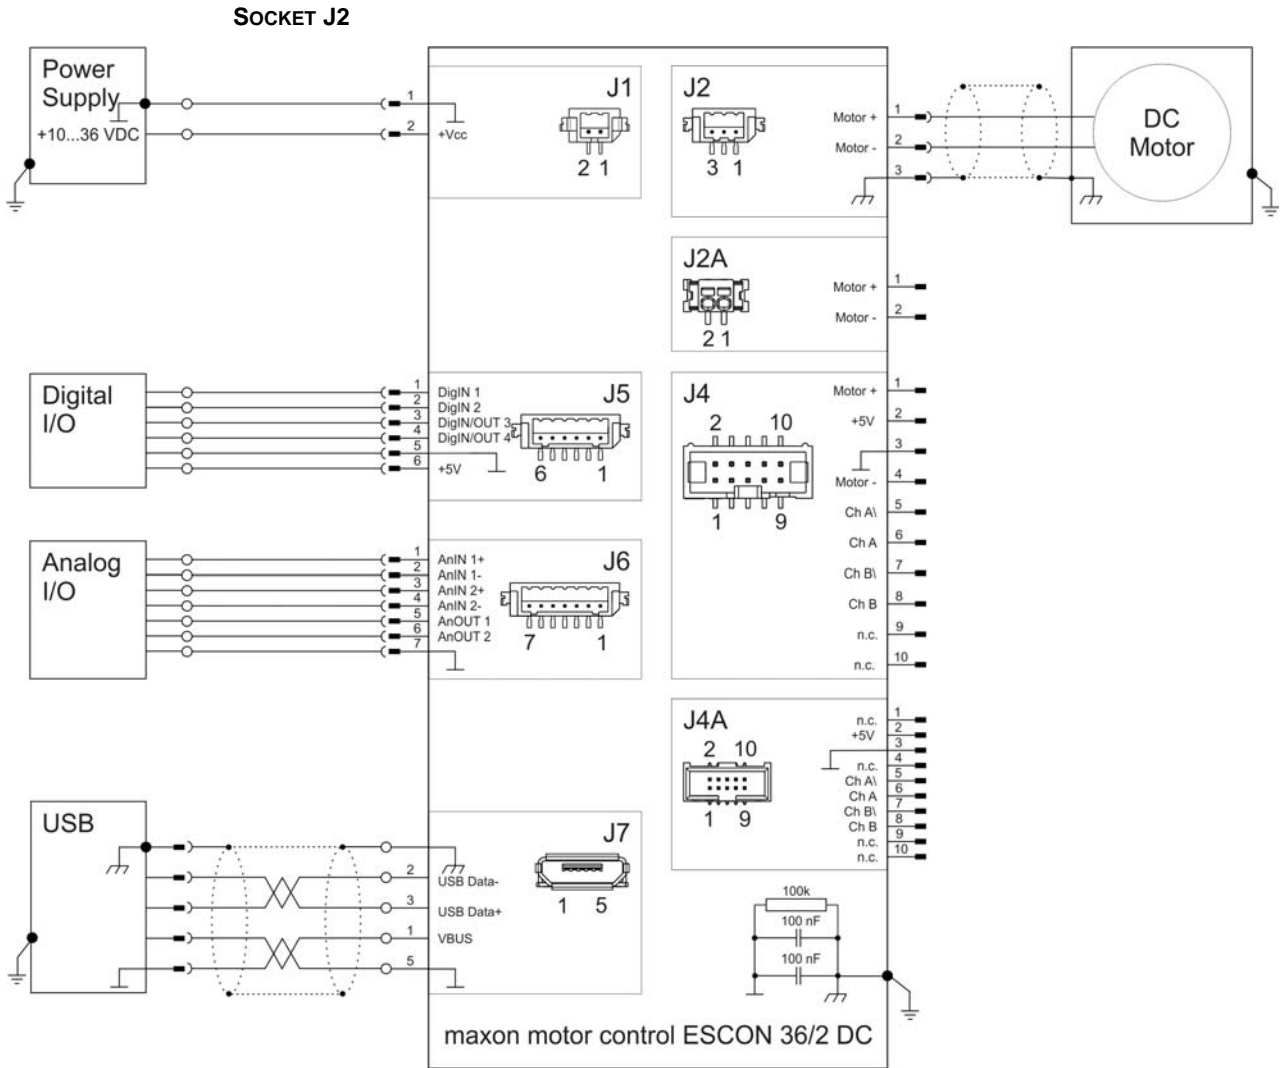 SOCKET J2
Power
Supply
+10...36 VDC
1
2
+Vcc
J1
2 1
J2
3 1
Motor +
Motor -
1
2
3
DC
Motor
J2A
2 1
Motor +
Motor -
1
2
Digital
I/O
1
2
3
4
5
6
DigIN 1
DigIN 2
DigIN/OUT 3
DigIN/OUT 4
+5V
J5
6 1
J4
2 10
1 9
Motor +
+5V
Motor -
Ch A\
Ch A
Ch B\
Ch B
n.c.
n.c.
1
2
3
4
5
6
7
8
9
10
Analog
I/O
1
2
3
4
5
6
7
AnIN 1+
AnIN 1-
AnIN 2+
AnIN 2-
AnOUT 1
AnOUT 2
J6
7 1
J4A
2 10
1 9
n.c.
+5V
n.c.
Ch A\
Ch A
Ch B\
Ch B
n.c.
n.c.
1
2
3
4
5
6
7
8
9
10
USB
2
3
1
5
USB Data-
USB Data+
VBUS
J7
1 5
100k
100 nF
100 nF
maxon motor control ESCON 36/2 DC